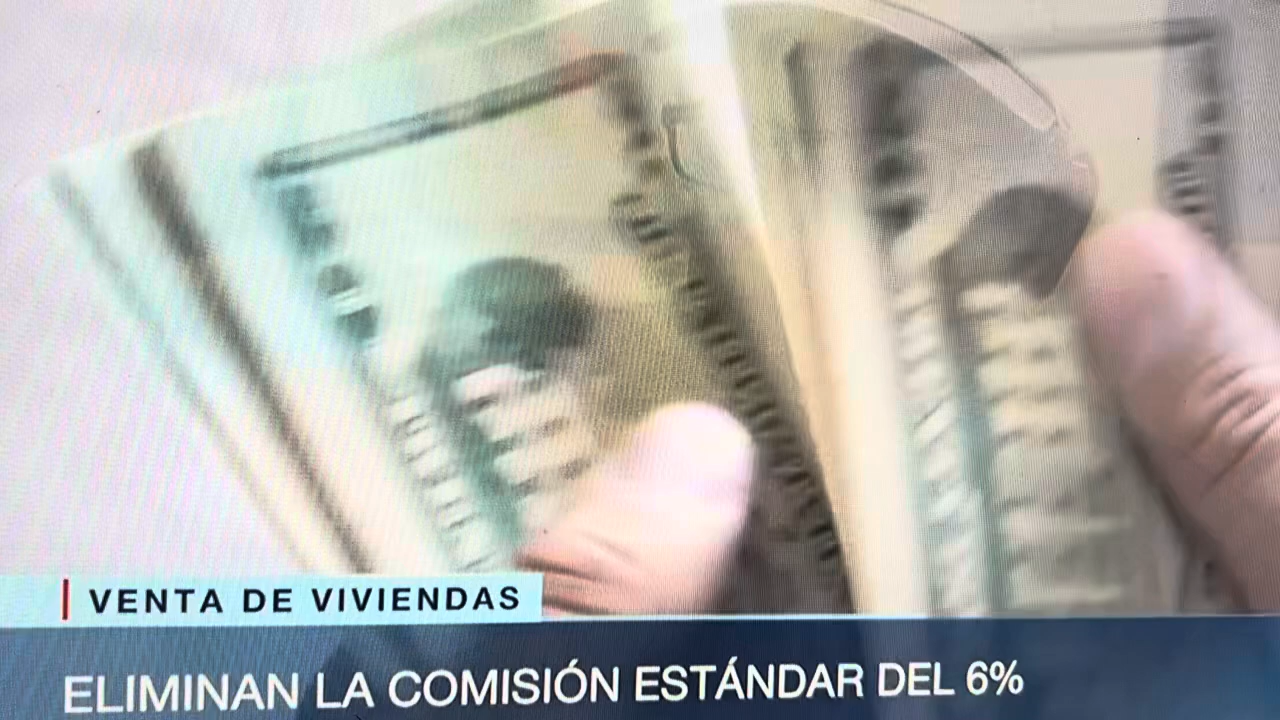 VENTA DE VIVIENDAS
ELIMINAN LA COMISIÓN ESTÁNDAR DEL 6%